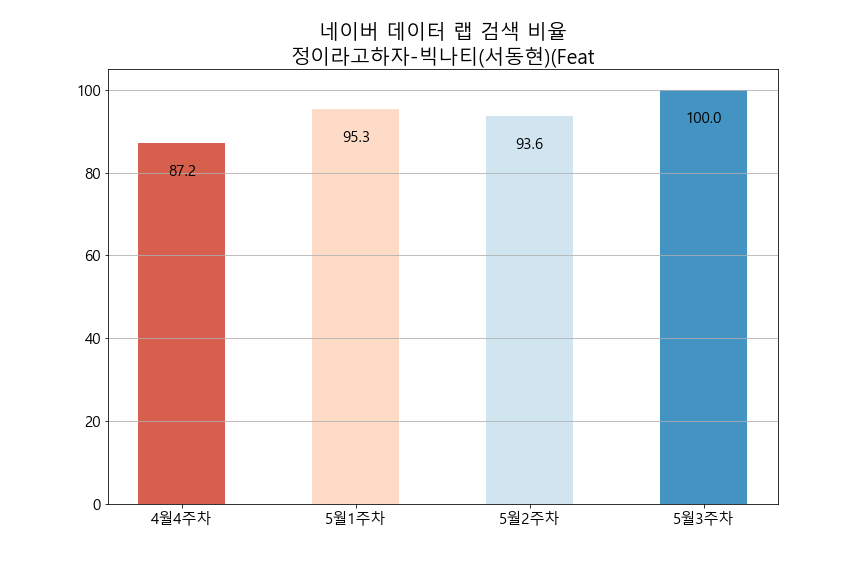 네이버 데이터 랩 검색 비율
정이라고하자-빅나티(서동현)(Feat
100
80
60
40
20
0
87.2
95.3
93.6
100.0
4월4주차
5월1주차
5월2주차
5월3주차